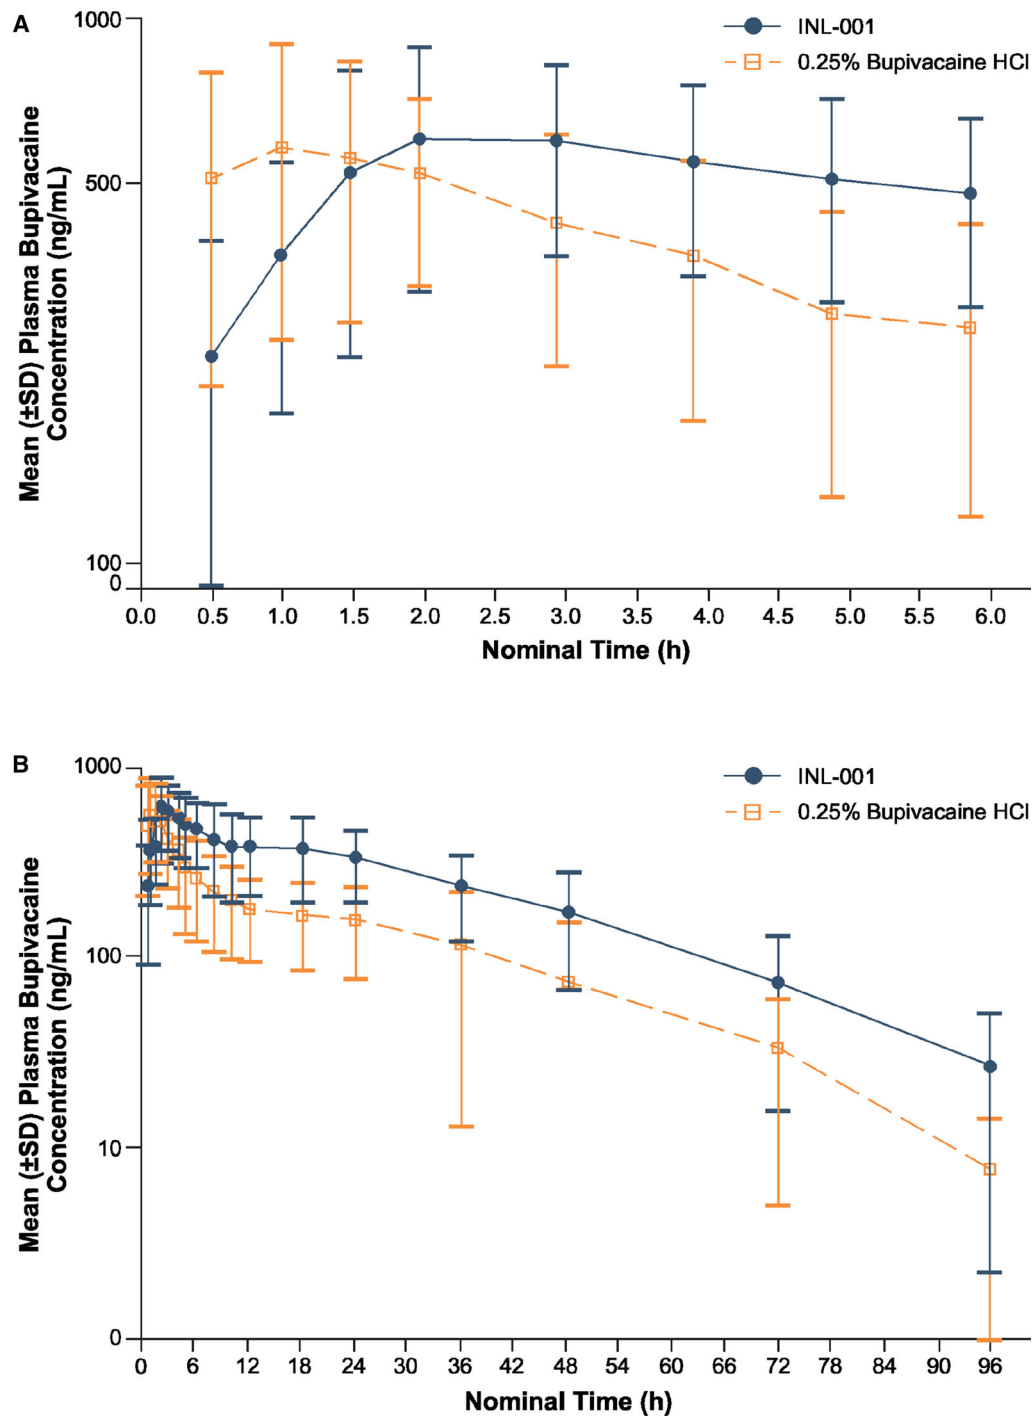 A
1000
500
100
0
Mean (±SD) Plasma Bupivacaine
Concentration (ng/mL)
INL-001
0.25% Bupivacaine HCl
0.0 0.5 1.0 1.5 2.0 2.5 3.0 3.5 4.0 4.5 5.0 5.5 6.0
Nominal Time (h)
B
1000
100
10
0
Mean (±SD) Plasma Bupivacaine
Concentration (ng/mL)
INL-001
0.25% Bupivacaine HCl
0 6 12 18 24 30 36 42 48 54 60 66 72 78 84 90 96
Nominal Time (h)